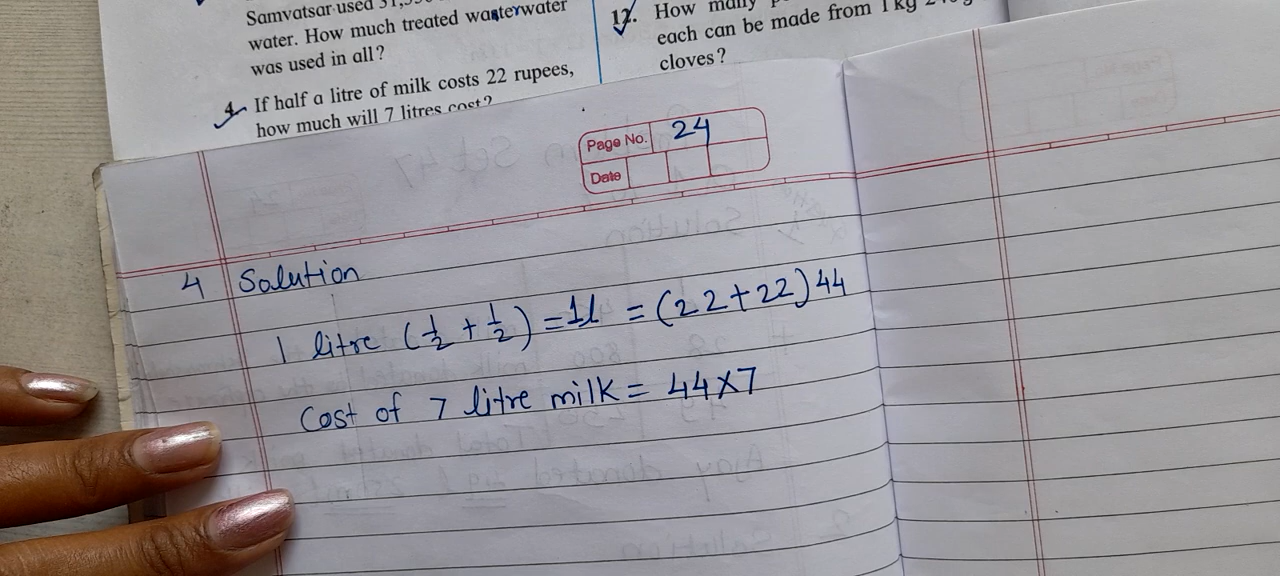 Samvatsar used
water. How much treated wasterwater
was used in all?
4. If half a litre of milk costs 22 rupees,
how much will 7 litres cost?
12. How many
each can be made from 1 kg
cloves?
Page No. 24
Date
4 Solution
1 litre (1/2 + 1/2) = 1l = (22+22) 44
Cost of 7 litre milk = 44×7